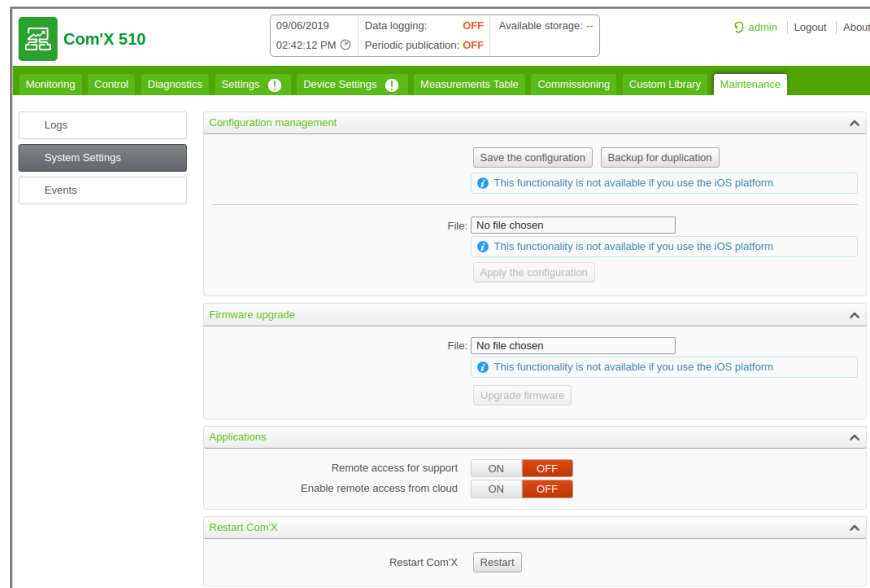 Com'X 510
09/06/2019 Data logging: OFF Available storage: --
02:42:12 PM Periodic publication: OFF
admin Logout About
Monitoring Control Diagnostics Settings ! Device Settings ! Measurements Table Commissioning Custom Library Maintenance
Logs
System Settings
Events
Configuration management
Save the configuration Backup for duplication
i This functionality is not available if you use the iOS platform
File: No file chosen
i This functionality is not available if you use the iOS platform
Apply the configuration
Firmware upgrade
File: No file chosen
i This functionality is not available if you use the iOS platform
Upgrade firmware
Applications
Remote access for support ON OFF
Enable remote access from cloud ON OFF
Restart Com'X
Restart Com'X Restart